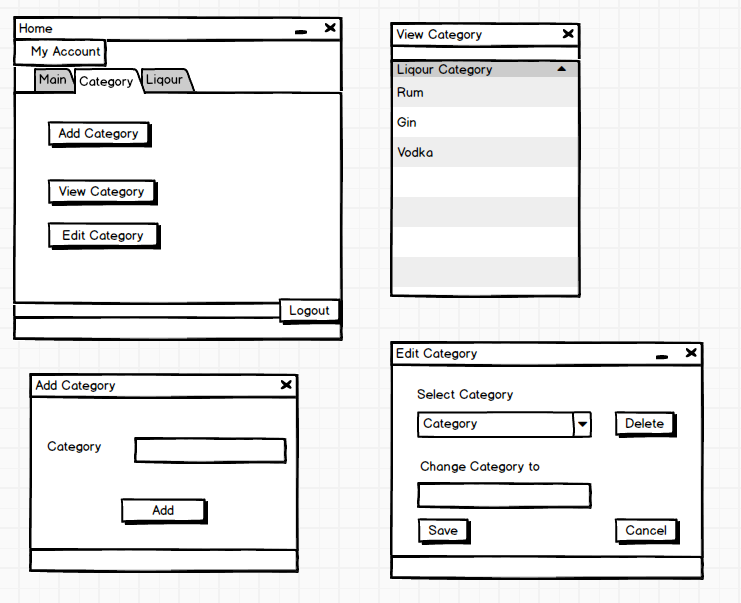 Home
My Account
Main Category Liqour
Add Category
View Category
Edit Category
Logout
View Category
Liqour Category
Rum
Gin
Vodka
Add Category
Category
Add
Edit Category
Select Category
Category
Delete
Change Category to
Save
Cancel